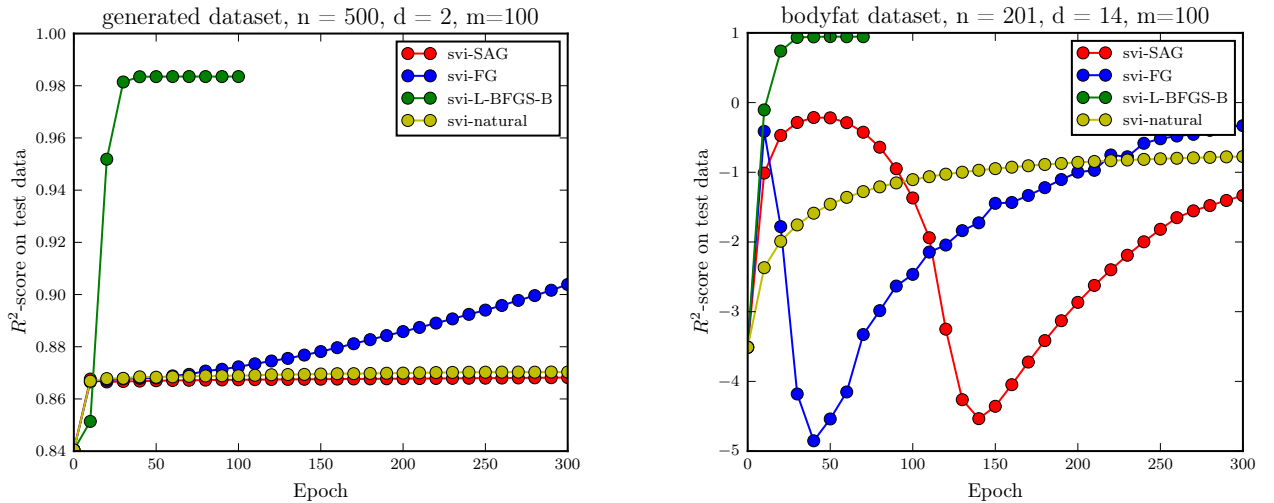 generated dataset, n = 500, d = 2, m=100
1.00
0.98
0.96
0.94
0.92
0.90
0.88
0.86
0.84
R²-score on test data
svi-SAG
svi-FG
svi-L-BFGS-B
svi-natural
0 50 100 150 200 250 300
Epoch
bodyfat dataset, n = 201, d = 14, m=100
1
0
−1
−2
−3
−4
−5
R²-score on test data
svi-SAG
svi-FG
svi-L-BFGS-B
svi-natural
0 50 100 150 200 250 300
Epoch